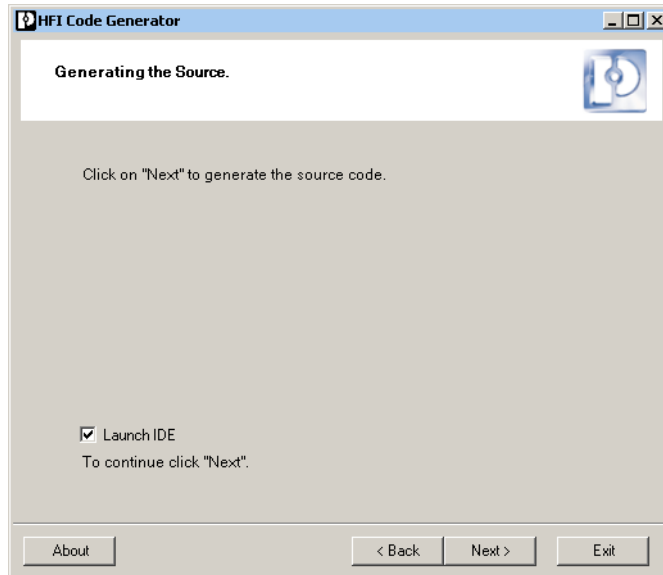 HFI Code Generator
Generating the Source.
Click on "Next" to generate the source code.
Launch IDE
To continue click "Next".
About
< Back
Next >
Exit